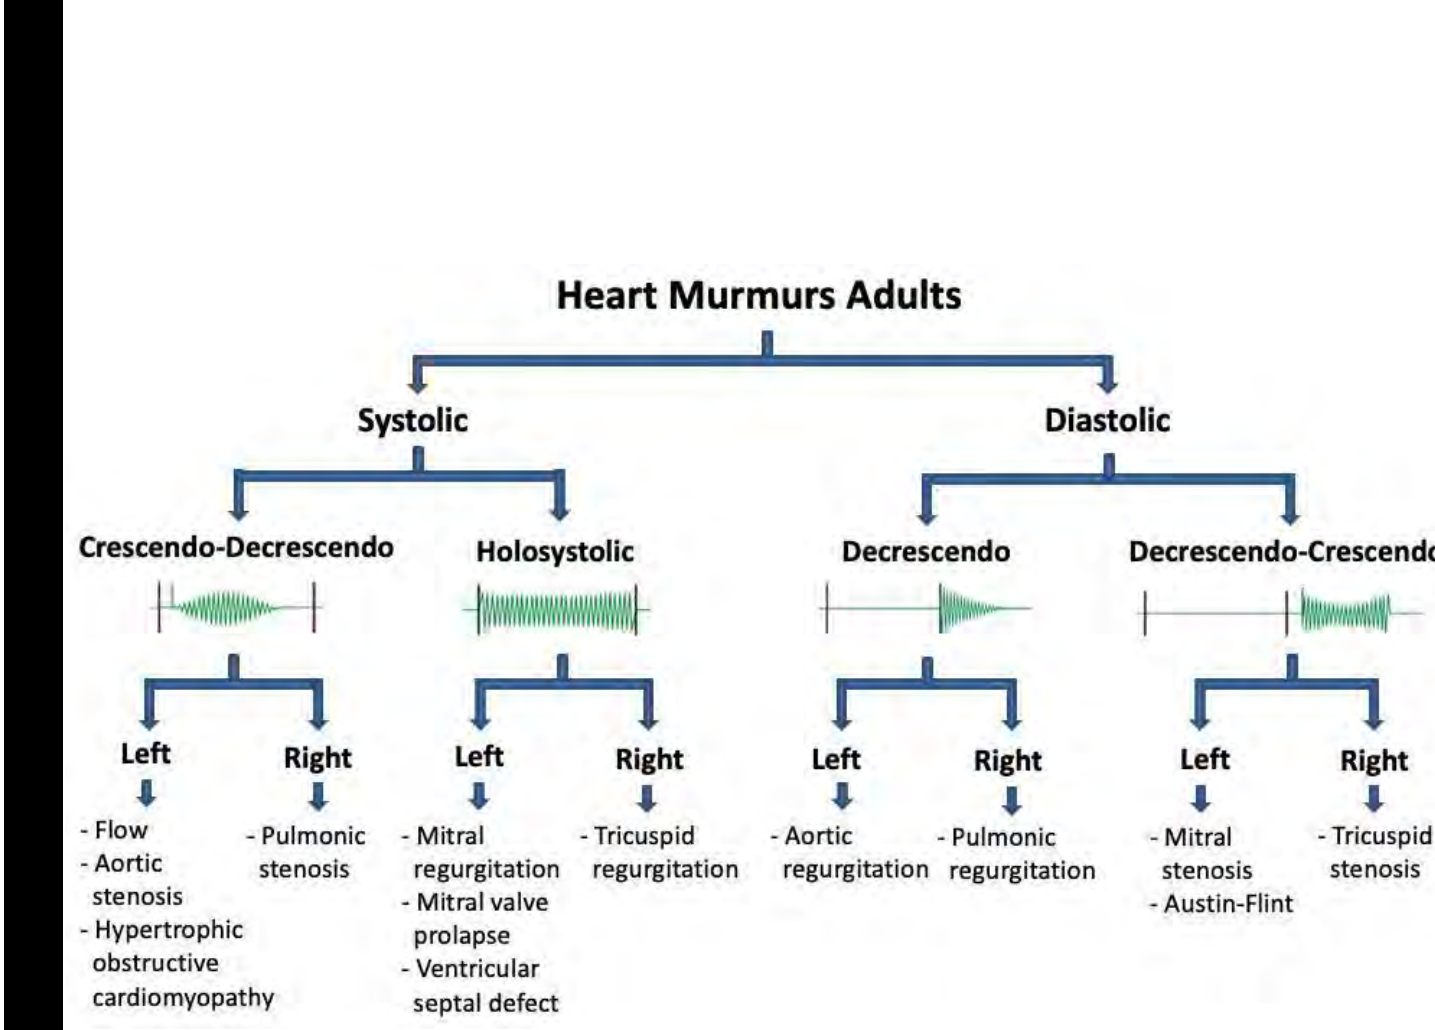 Heart Murmurs Adults
Systolic
Diastolic
Crescendo-Decrescendo
Holosystolic
Decrescendo
Decrescendo-Crescendo
Left
Right
Left
Right
Left
Right
Left
Right
- Flow
- Aortic
stenosis
- Hypertrophic
obstructive
cardiomyopathy
- Pulmonic
stenosis
- Mitral
regurgitation
- Mitral valve
prolapse
- Ventricular
septal defect
- Tricuspid
regurgitation
- Aortic
regurgitation
- Pulmonic
regurgitation
- Mitral
stenosis
- Austin-Flint
- Tricuspid
stenosis